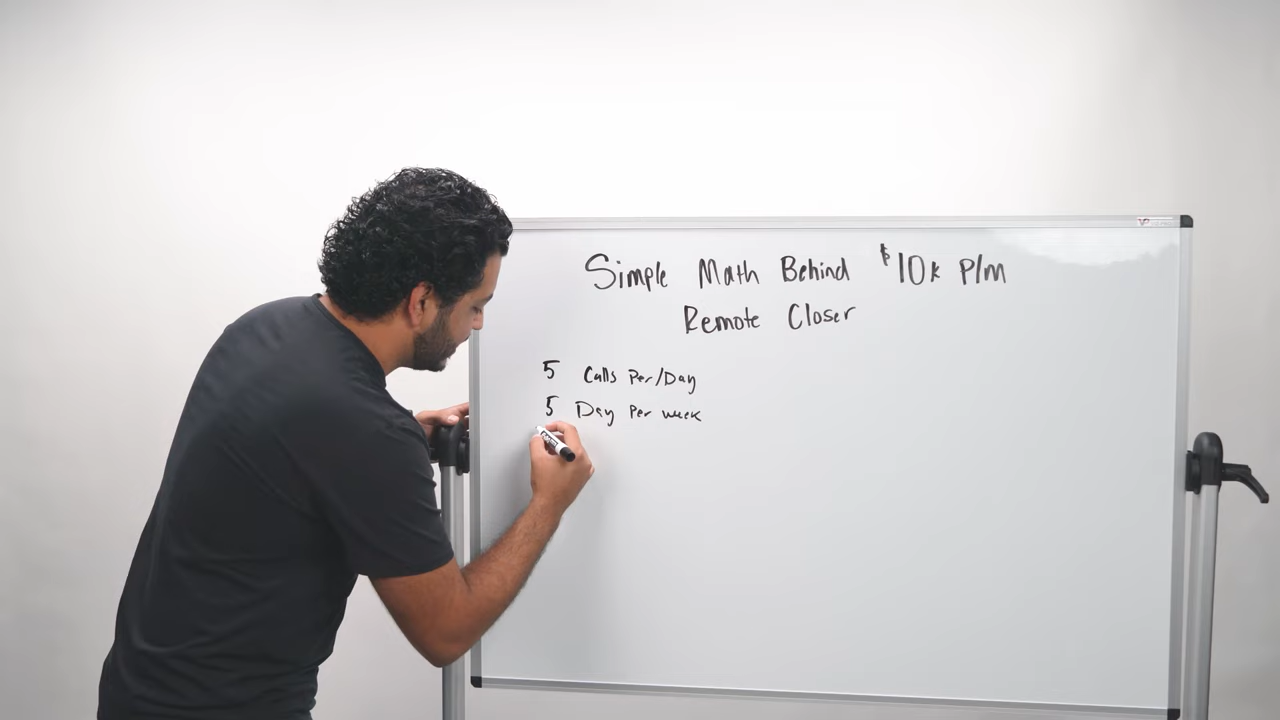 Simple Math Behind $10k P/m
Remote Closer
5 Calls Per/Day
5 Day Per week